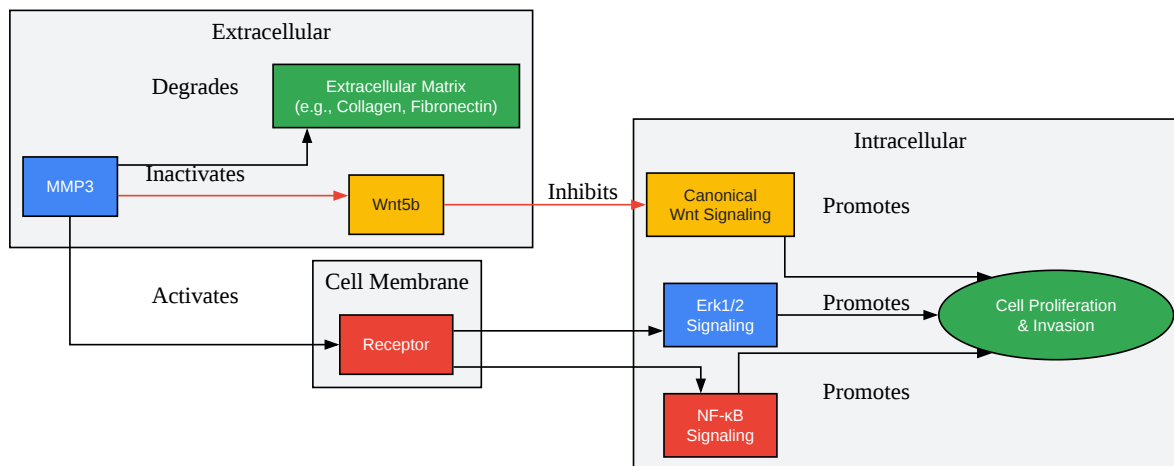 Extracellular
Degrades
Extracellular Matrix
(e.g., Collagen, Fibronectin)
MMP3
Inactivates
Wnt5b
Inhibits
Intracellular
Canonical
Wnt Signaling
Promotes
Activates
Cell Membrane
Receptor
Erk1/2
Signaling
Promotes
Cell Proliferation
& Invasion
Promotes
NF-κB
Signaling